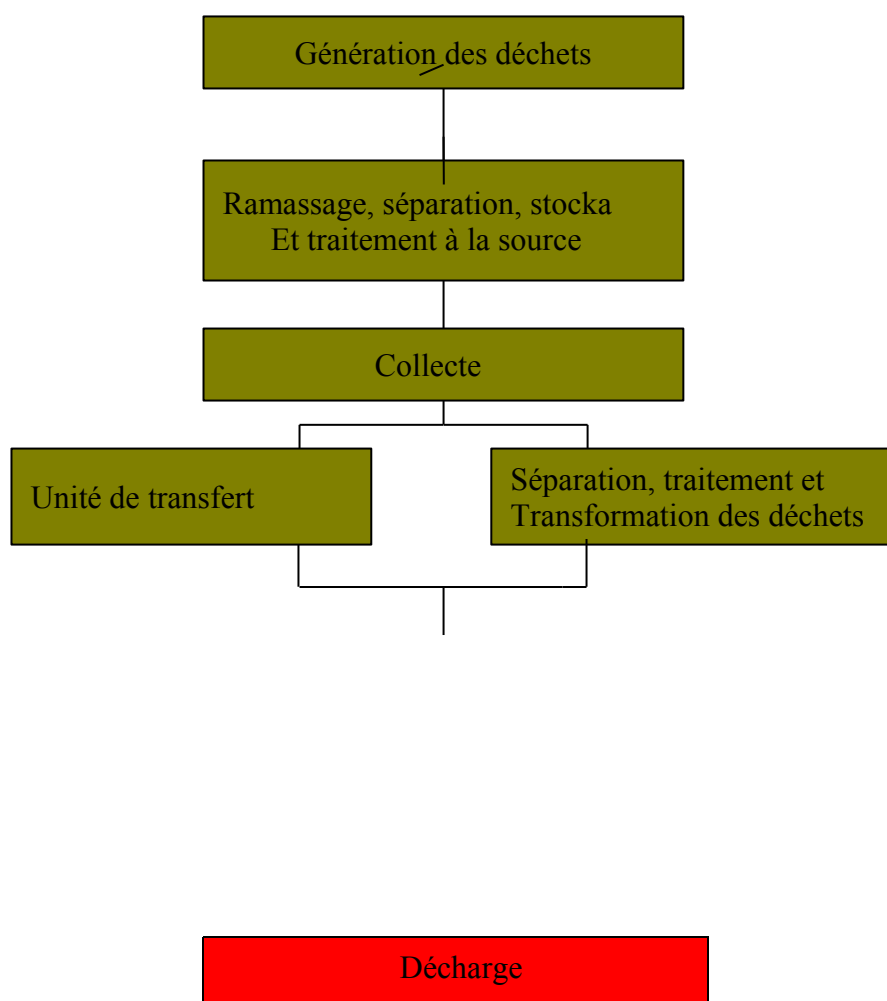 Génération des déchets
Ramassage, séparation, stocka
Et traitement à la source
Collecte
Unité de transfert
Séparation, traitement et
Transformation des déchets
Décharge